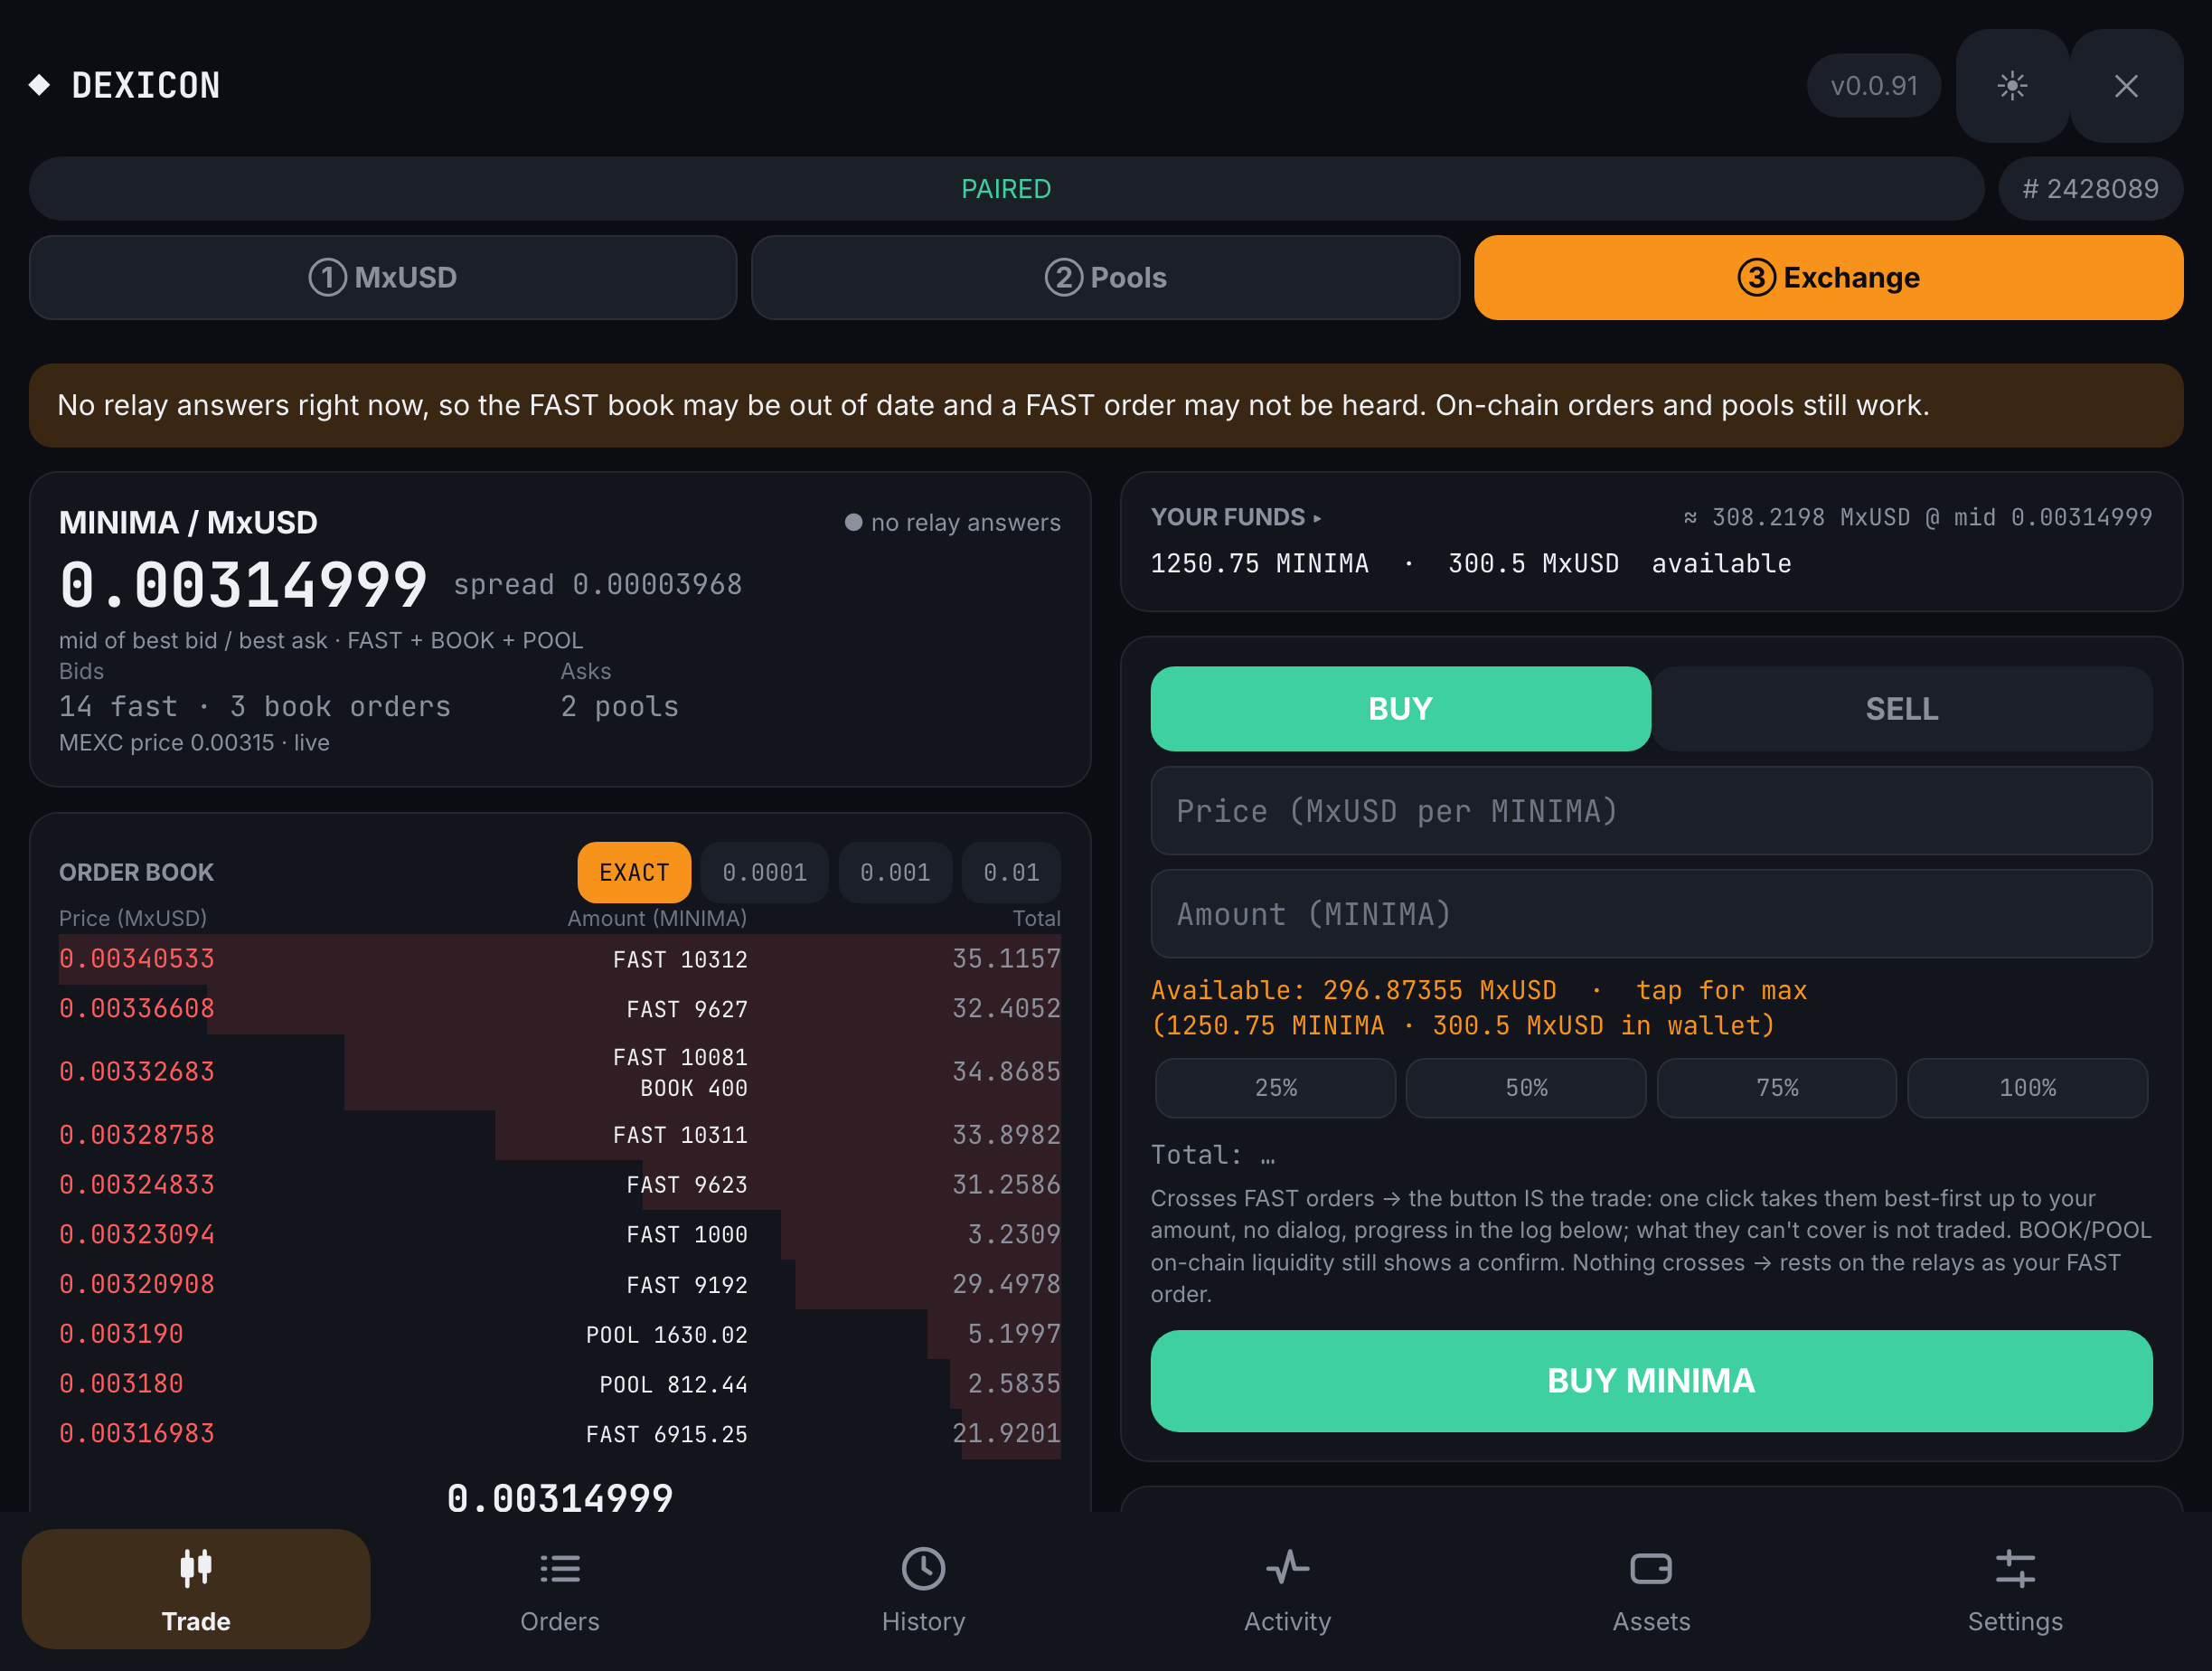 ◆ DEXICON
v0.0.91
PAIRED
# 2428089
① MxUSD
② Pools
③ Exchange
No relay answers right now, so the FAST book may be out of date and a FAST order may not be heard. On-chain orders and pools still work.
MINIMA / MxUSD
no relay answers
0.00314999 spread 0.00003968
mid of best bid / best ask · FAST + BOOK + POOL
Bids Asks
14 fast · 3 book orders 2 pools
MEXC price 0.00315 · live
ORDER BOOK
EXACT 0.0001 0.001 0.01
Price (MxUSD) Amount (MINIMA) Total
0.00340533 FAST 10312 35.1157
0.00336608 FAST 9627 32.4052
0.00332683 FAST 10081 34.8685
BOOK 400
0.00328758 FAST 10311 33.8982
0.00324833 FAST 9623 31.2586
0.00323094 FAST 1000 3.2309
0.00320908 FAST 9192 29.4978
0.003190 POOL 1630.02 5.1997
0.003180 POOL 812.44 2.5835
0.00316983 FAST 6915.25 21.9201
0.00314999
YOUR FUNDS ▸ ≈ 308.2198 MxUSD @ mid 0.00314999
1250.75 MINIMA · 300.5 MxUSD available
BUY SELL
Price (MxUSD per MINIMA)
Amount (MINIMA)
Available: 296.87355 MxUSD · tap for max
(1250.75 MINIMA · 300.5 MxUSD in wallet)
25% 50% 75% 100%
Total: …
Crosses FAST orders → the button IS the trade: one click takes them best-first up to your
amount, no dialog, progress in the log below; what they can't cover is not traded. BOOK/POOL
on-chain liquidity still shows a confirm. Nothing crosses → rests on the relays as your FAST
order.
BUY MINIMA
Trade Orders History Activity Assets Settings